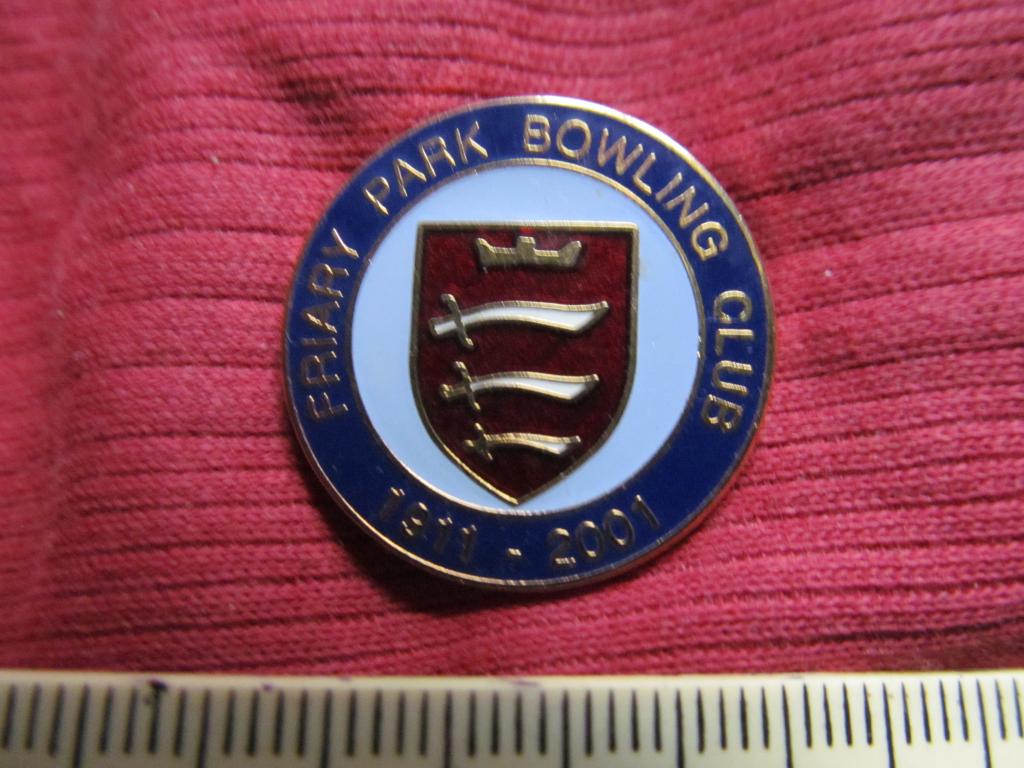 FRIARY PARK BOWLING CLUB
1911 - 2001